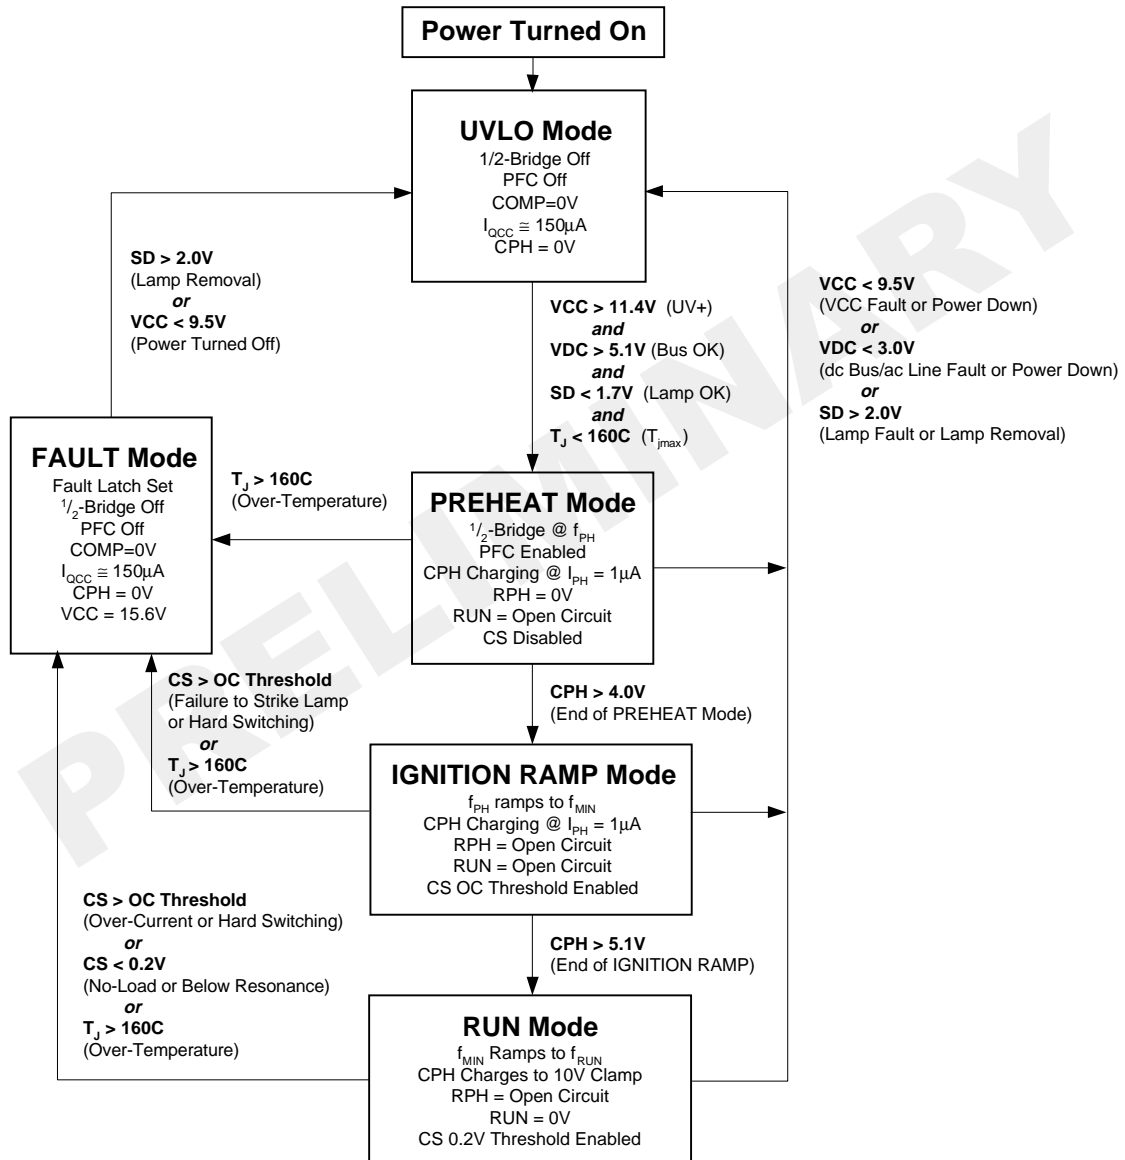 Power Turned On
UVLO Mode
1/2-Bridge Off
PFC Off
COMP=0V
I_QCC ≅ 150μA
CPH = 0V
SD > 2.0V
(Lamp Removal)
or
VCC < 9.5V
(Power Turned Off)
VCC > 11.4V (UV+)
and
VDC > 5.1V (Bus OK)
and
SD < 1.7V (Lamp OK)
and
T_J < 160C (T_jmax)
VCC < 9.5V
(VCC Fault or Power Down)
or
VDC < 3.0V
(dc Bus/ac Line Fault or Power Down)
or
SD > 2.0V
(Lamp Fault or Lamp Removal)
FAULT Mode
Fault Latch Set
1/2-Bridge Off
PFC Off
COMP=0V
I_QCC ≅ 150μA
CPH = 0V
VCC = 15.6V
T_J > 160C
(Over-Temperature)
PREHEAT Mode
1/2-Bridge @ f_PH
PFC Enabled
CPH Charging @ I_PH = 1μA
RPH = 0V
RUN = Open Circuit
CS Disabled
CS > OC Threshold
(Failure to Strike Lamp
or Hard Switching)
or
T_J > 160C
(Over-Temperature)
CPH > 4.0V
(End of PREHEAT Mode)
IGNITION RAMP Mode
f_PH ramps to f_MIN
CPH Charging @ I_PH = 1μA
RPH = Open Circuit
RUN = Open Circuit
CS OC Threshold Enabled
CS > OC Threshold
(Over-Current or Hard Switching)
or
CS < 0.2V
(No-Load or Below Resonance)
or
T_J > 160C
(Over-Temperature)
CPH > 5.1V
(End of IGNITION RAMP)
RUN Mode
f_MIN Ramps to f_RUN
CPH Charges to 10V Clamp
RPH = Open Circuit
RUN = 0V
CS 0.2V Threshold Enabled
PRELIMINARY